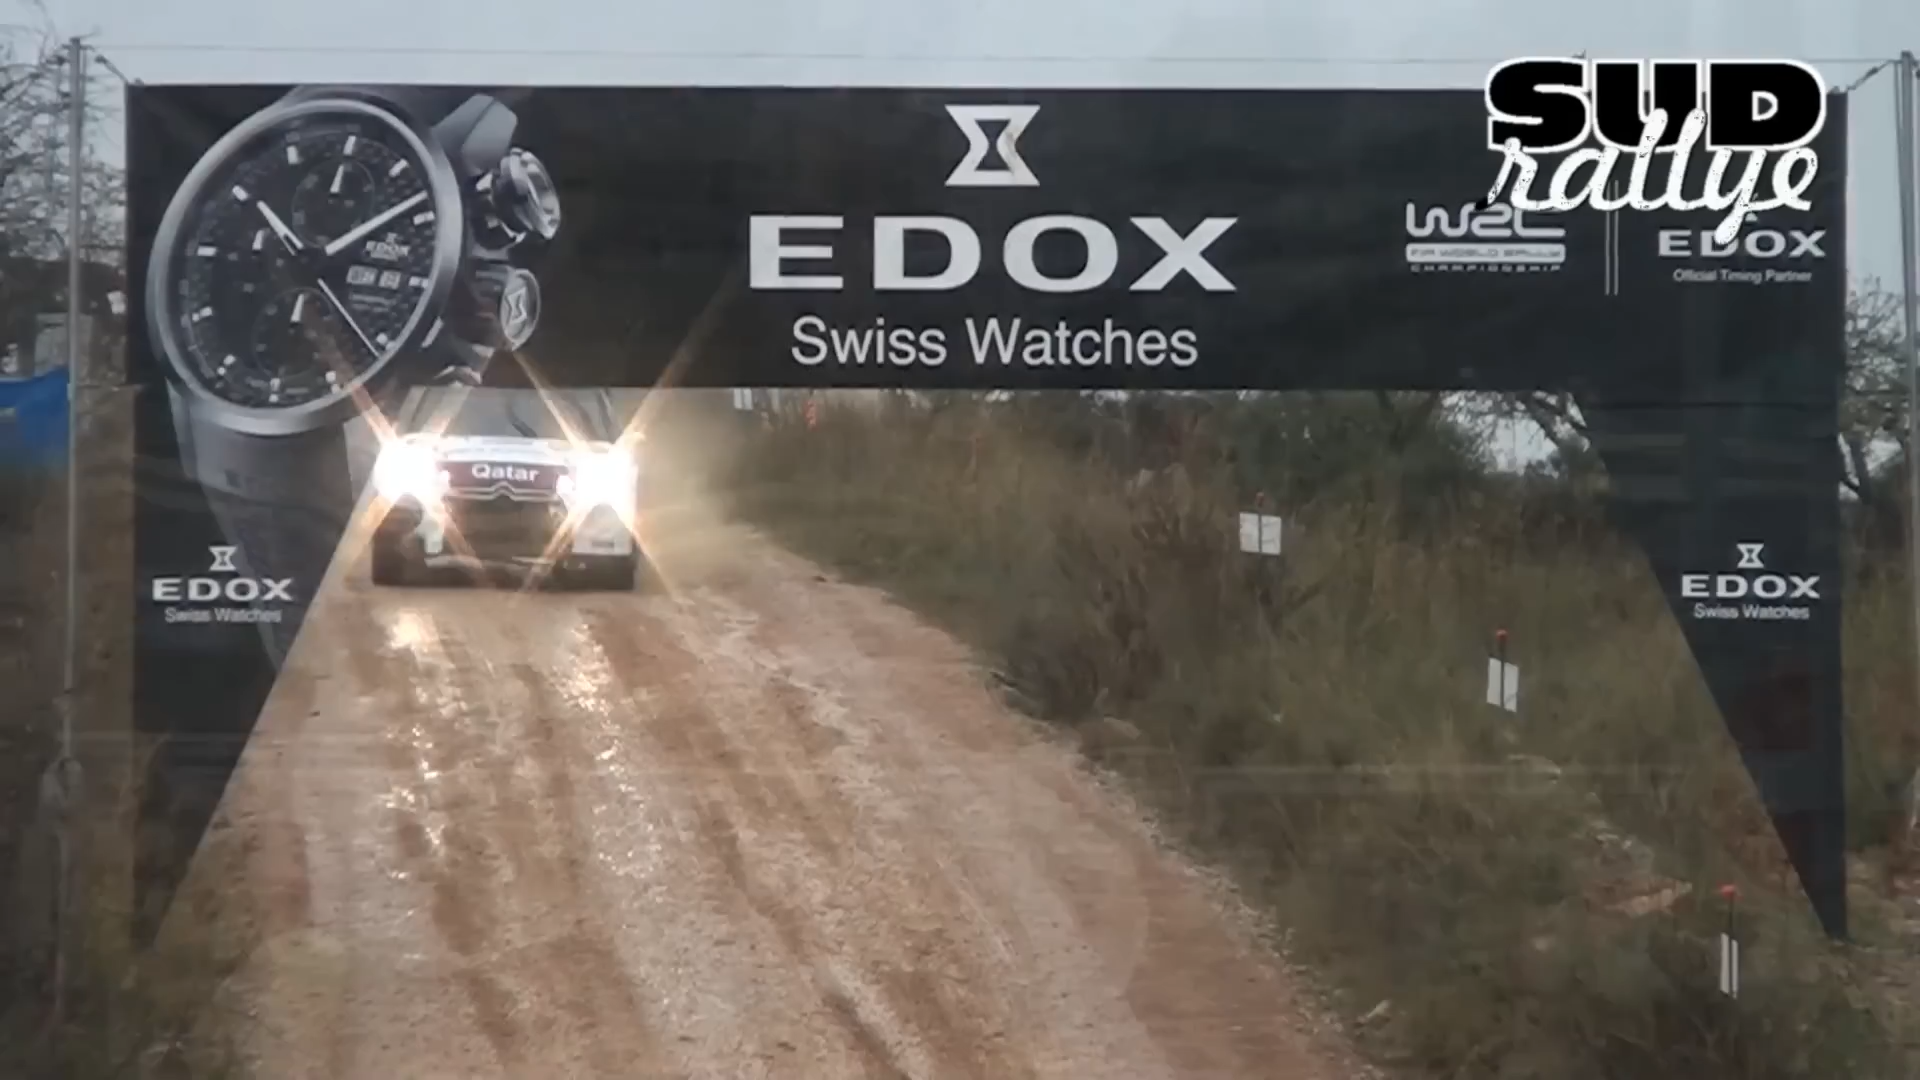 SUD
rallye
EDOX
Swiss Watches
WRC
FIA WORLD RALLY
CHAMPIONSHIP
EDOX
Official Timing Partner
EDOX
Qatar
EDOX
Swiss Watches
EDOX
Swiss Watches